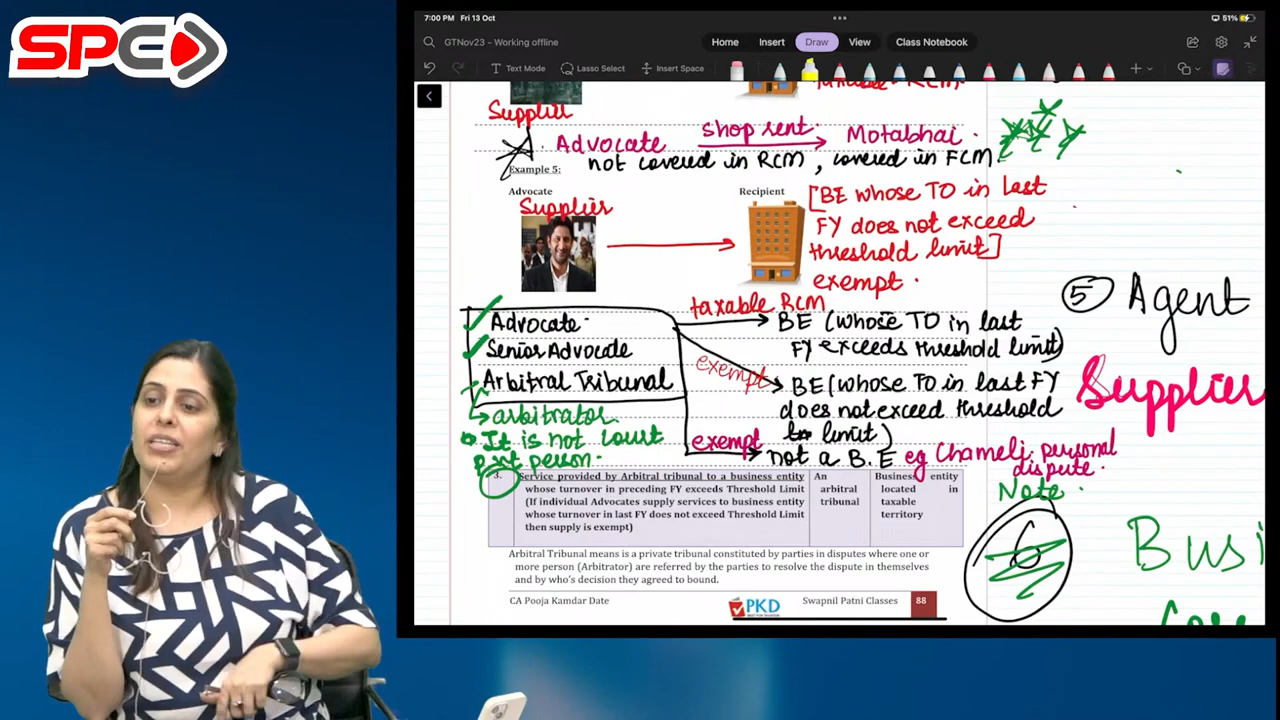 SPC
7:00 PM Fri 13 Oct
51%
GTNov23 - Working offline
Home Insert Draw View Class Notebook
Text Mode Lasso Select Insert Space
Supplier
Advocate shop rent Motabhai.
not covered in RCM, covered in FCM.
Example 5:
Advocate Recipient
Supplier
[BE whose TO in last
FY does not exceed
threshold limit]
exempt.
taxable RCM
Advocate
Senior Advocate
Arbitral Tribunal
arbitrator
It is not Court
Pvt person.
BE (whose TO in last
FY exceeds threshold limit)
exempt
BE (whose TO in last FY
does not exceed threshold
limit)
exempt
not a B.E eg Chameli personal
dispute.
Note
5 Agent
Supplier
6
Busi
3. Service provided by Arbitral tribunal to a business entity
whose turnover in preceding FY exceeds Threshold Limit
(If individual Advocates supply services to business entity
whose turnover in last FY does not exceed Threshold Limit
then supply is exempt)
An
arbitral
tribunal
Business entity
located in
taxable
territory
Arbitral Tribunal means is a private tribunal constituted by parties in disputes where one or
more person (Arbitrator) are referred by the parties to resolve the dispute in themselves
and by who's decision they agreed to bound.
CA Pooja Kamdar Date PKD Swapnil Patni Classes 88